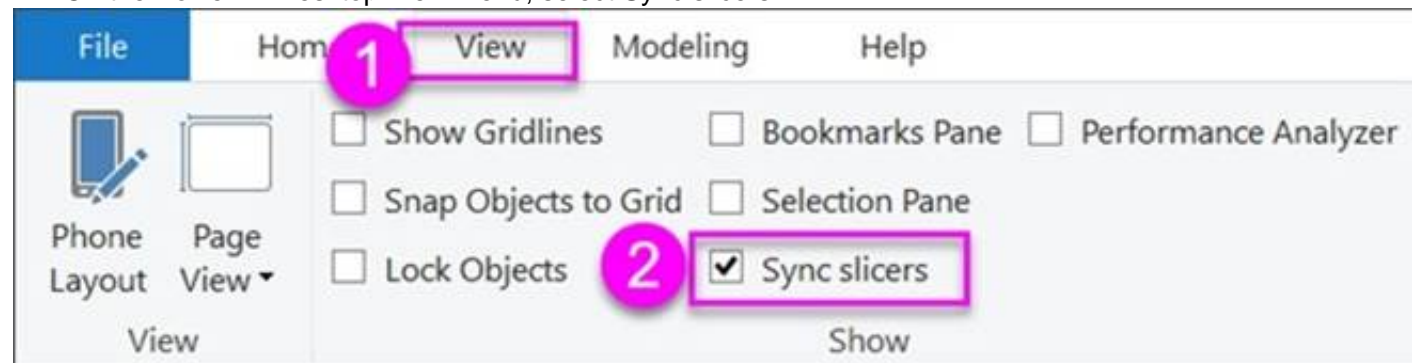 File Hom View Modeling Help
1
Show Gridlines Bookmarks Pane Performance Analyzer
Snap Objects to Grid Selection Pane
Phone Layout Page View
Lock Objects 2 Sync slicers
View Show